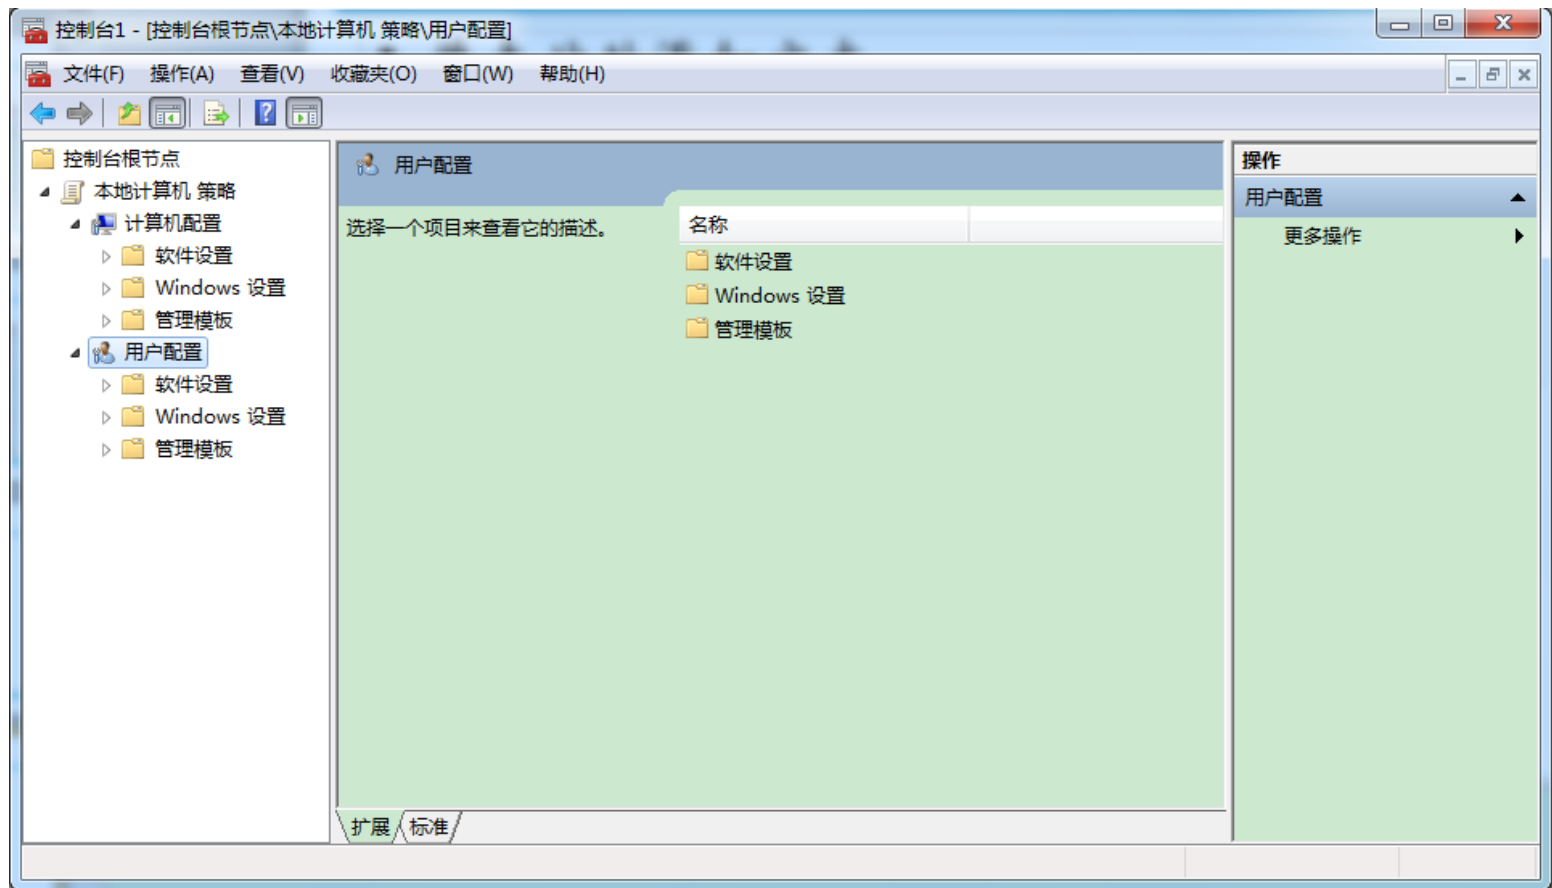 控制台1 - [控制台根节点\本地计算机 策略\用户配置]
文件(F) 操作(A) 查看(V) 收藏夹(O) 窗口(W) 帮助(H)
控制台根节点
本地计算机 策略
计算机配置
软件设置
Windows 设置
管理模板
用户配置
软件设置
Windows 设置
管理模板
用户配置
选择一个项目来查看它的描述。
名称
软件设置
Windows 设置
管理模板
扩展 标准
操作
用户配置
更多操作